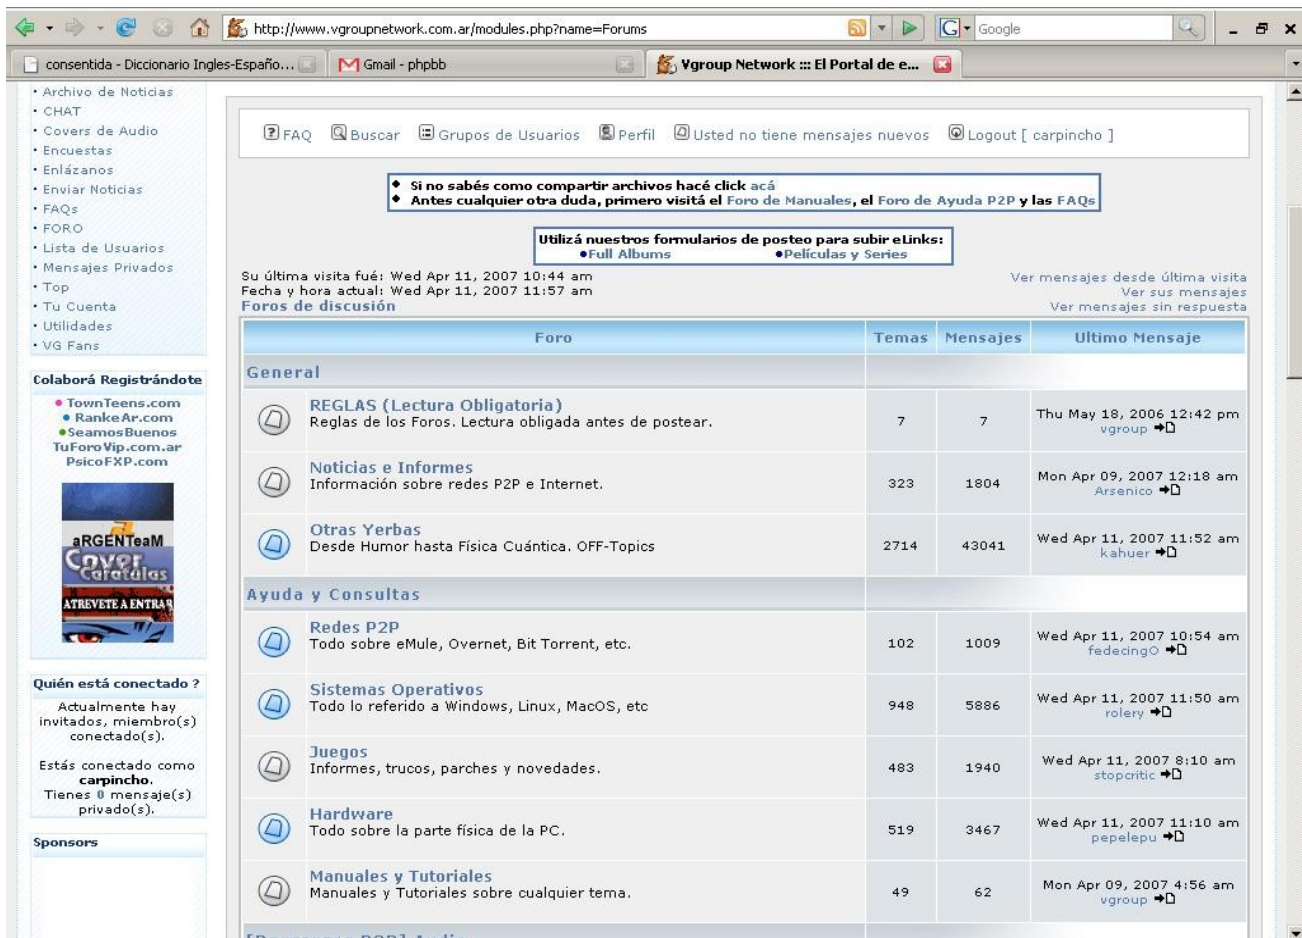 http://www.vgroupnetwork.com.ar/modules.php?name=Forums
Google
consentida - Diccionario Ingles-Españo...
Gmail - phpbb
Vgroup Network ::: El Portal de e...
• Archivo de Noticias
• CHAT
• Covers de Audio
• Encuestas
• Enlázanos
• Enviar Noticias
• FAQs
• FORO
• Lista de Usuarios
• Mensajes Privados
• Top
• Tu Cuenta
• Utilidades
• VG Fans
Colaborá Registrándote
• TownTeens.com
• RankeAr.com
•SeamosBuenos
TuForoVip.com.ar
PsicoFXP.com
aRGENTeaM
Cover
Caratulas
ATREVETE A ENTRAR
Quién está conectado ?
Actualmente hay
invitados, miembro(s)
conectado(s).
Estás conectado como
carpincho.
Tienes 0 mensaje(s)
privado(s).
Sponsors
FAQ Buscar Grupos de Usuarios Perfil Usted no tiene mensajes nuevos Logout [ carpincho ]
♦ Si no sabés como compartir archivos hacé click acá
♦ Antes cualquier otra duda, primero visitá el Foro de Manuales, el Foro de Ayuda P2P y las FAQs
Utilizá nuestros formularios de posteo para subir eLinks:
•Full Albums •Películas y Series
Su última visita fué: Wed Apr 11, 2007 10:44 am
Fecha y hora actual: Wed Apr 11, 2007 11:57 am
Foros de discusión
Ver mensajes desde última visita
Ver sus mensajes
Ver mensajes sin respuesta
Foro Temas Mensajes Ultimo Mensaje
General
REGLAS (Lectura Obligatoria)
Reglas de los Foros. Lectura obligada antes de postear.
7 7 Thu May 18, 2006 12:42 pm
vgroup
Noticias e Informes
Información sobre redes P2P e Internet.
323 1804 Mon Apr 09, 2007 12:18 am
Arsenico
Otras Yerbas
Desde Humor hasta Física Cuántica. OFF-Topics
2714 43041 Wed Apr 11, 2007 11:52 am
kahuer
Ayuda y Consultas
Redes P2P
Todo sobre eMule, Overnet, Bit Torrent, etc.
102 1009 Wed Apr 11, 2007 10:54 am
fedecingO
Sistemas Operativos
Todo lo referido a Windows, Linux, MacOS, etc
948 5886 Wed Apr 11, 2007 11:50 am
rolery
Juegos
Informes, trucos, parches y novedades.
483 1940 Wed Apr 11, 2007 8:10 am
stopcritic
Hardware
Todo sobre la parte física de la PC.
519 3467 Wed Apr 11, 2007 11:10 am
pepelepu
Manuales y Tutoriales
Manuales y Tutoriales sobre cualquier tema.
49 62 Mon Apr 09, 2007 4:56 am
vgroup